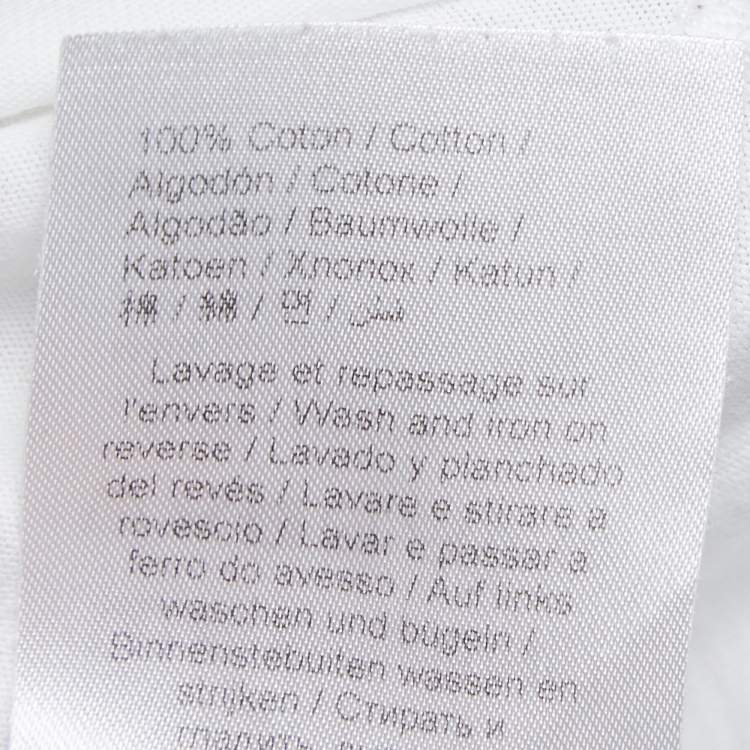 100% Coton / Cotton /
Algodón / Cotone /
Algodão / Baumwolle /
Katoen / Хлопок / Katun /
棉 / 綿 / 면 / قطن
Lavage et repassage sur
l'envers / Wash and iron on
reverse / Lavado y planchado
del revés / Lavare e stirare a
rovescio / Lavar e passar a
ferro do avesso / Auf links
waschen und bügeln /
Binnenstebuiten wassen en
strijken / Стирать и
гладить